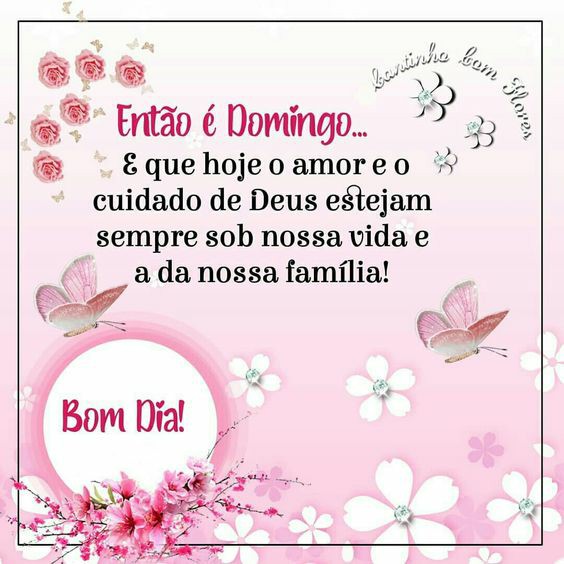 Cantinho Com Flores
Então é Domingo...
E que hoje o amor e o
cuidado de Deus estejam
sempre sob nossa vida e
a da nossa família!
Bom Dia!